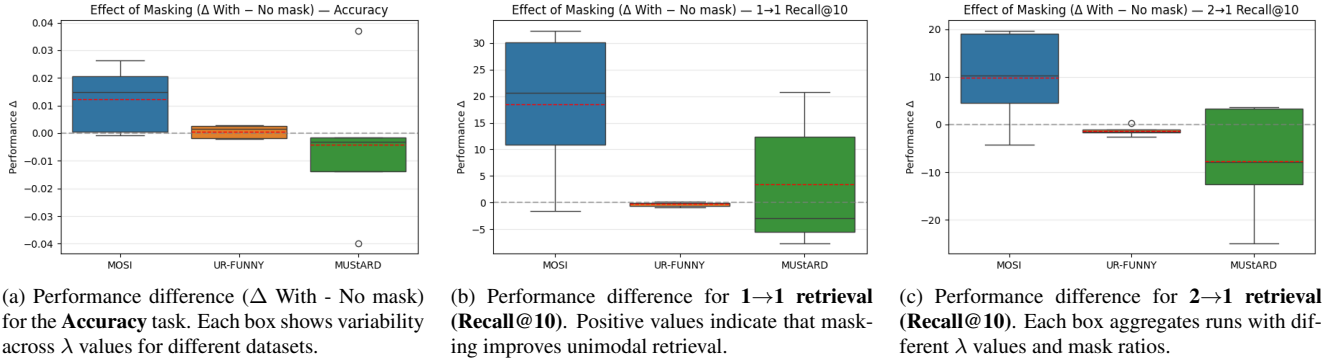 Effect of Masking (Δ With − No mask) — Accuracy
Performance Δ
0.04
0.03
0.02
0.01
0.00
−0.01
−0.02
−0.03
−0.04
MOSI
UR-FUNNY
MUStARD
(a) Performance difference (Δ With - No mask)
for the Accuracy task. Each box shows variability
across λ values for different datasets.
Effect of Masking (Δ With − No mask) — 1→1 Recall@10
Performance Δ
30
25
20
15
10
5
0
−5
MOSI
UR-FUNNY
MUStARD
(b) Performance difference for 1→1 retrieval
(Recall@10). Positive values indicate that mask-
ing improves unimodal retrieval.
Effect of Masking (Δ With − No mask) — 2→1 Recall@10
Performance Δ
20
10
0
−10
−20
MOSI
UR-FUNNY
MUStARD
(c) Performance difference for 2→1 retrieval
(Recall@10). Each box aggregates runs with dif-
ferent λ values and mask ratios.